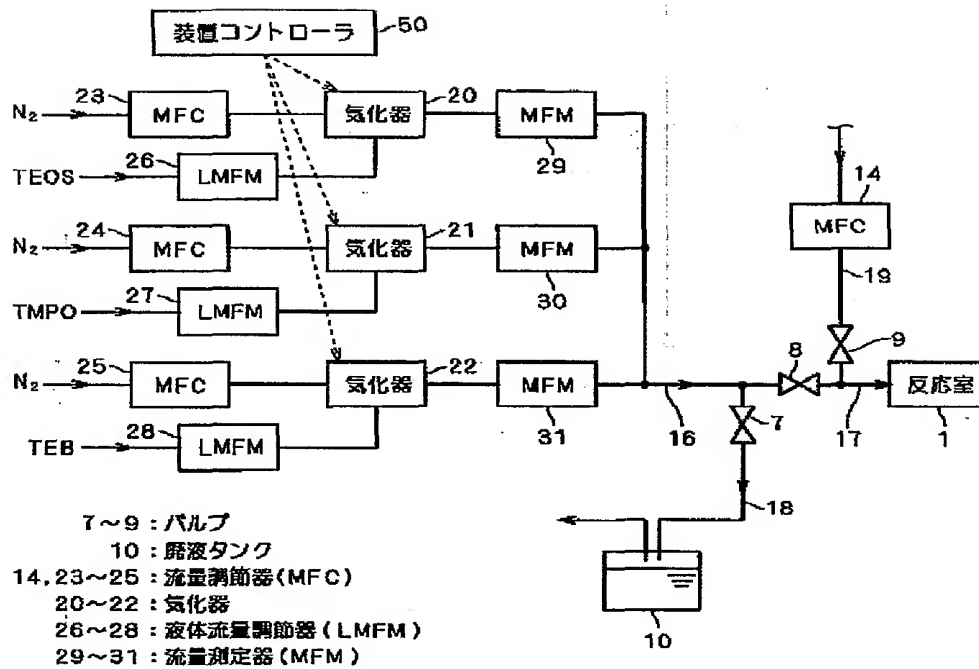 装置コントローラ 50
23 20
N₂ MFC 気化器 MFM
26 29
TEOS LMFM
14
24 21
N₂ MFC 気化器 MFM
MFC
27 30
19
TMPO LMFM
9
25 22 8
N₂ MFC 気化器 MFM 反応室
28 31 16 7 17 1
TEB LMFM
18
7～9：バルブ
10：廃液タンク
14,23～25：流量調節器(MFC)
20～22：気化器
26～28：液体流量調節器(LMFM)
10
29～31：流量測定器(MFM)